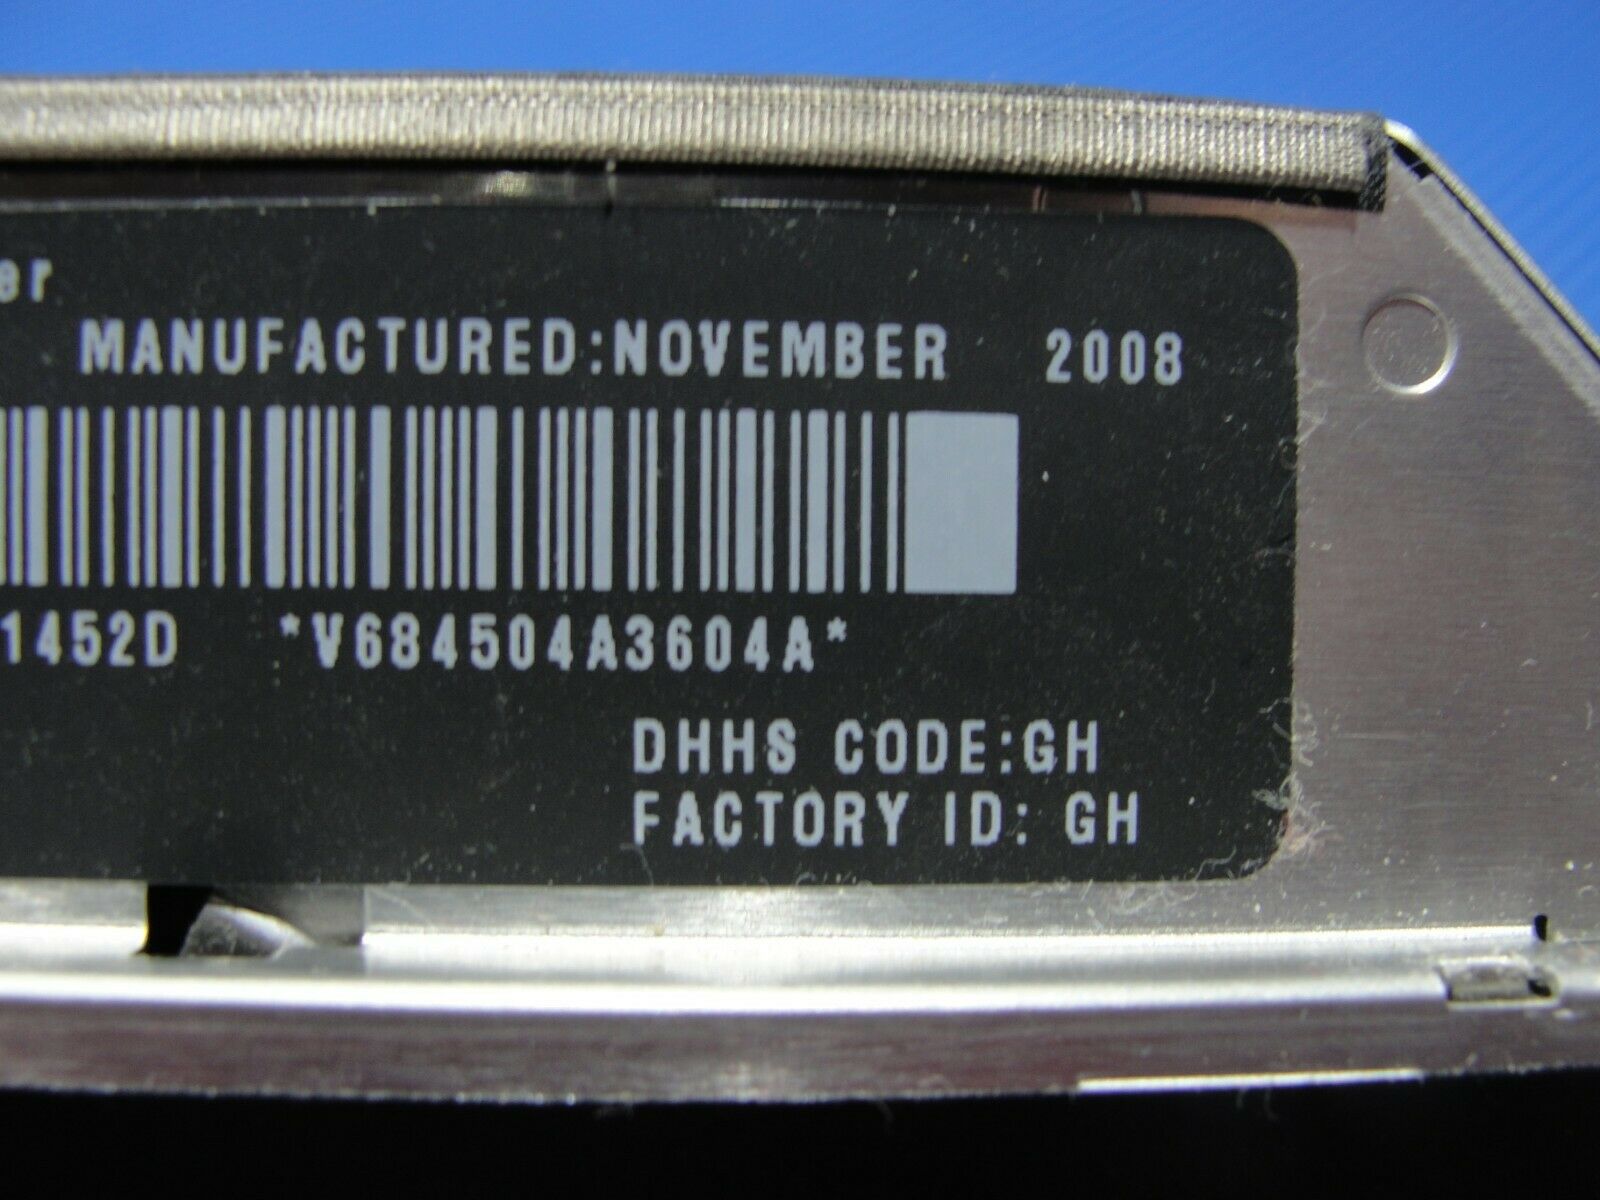 er
MANUFACTURED:NOVEMBER 2008
1452D *V684504A3604A*
DHHS CODE:GH
FACTORY ID: GH